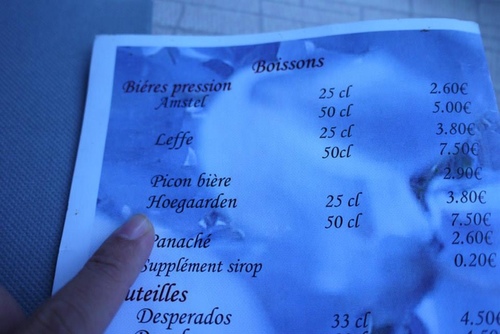 Boissons
Biéres pression
Amstel 25 cl 2.60€
50 cl 5.00€
Leffe 25 cl 3.80€
50cl 7.50€
Picon bière 2.90€
Hoegaarden 25 cl 3.80€
50 cl 7.50€
Panaché 2.60€
Supplément sirop 0.20€
uteilles
Desperados 33 cl 4.50€